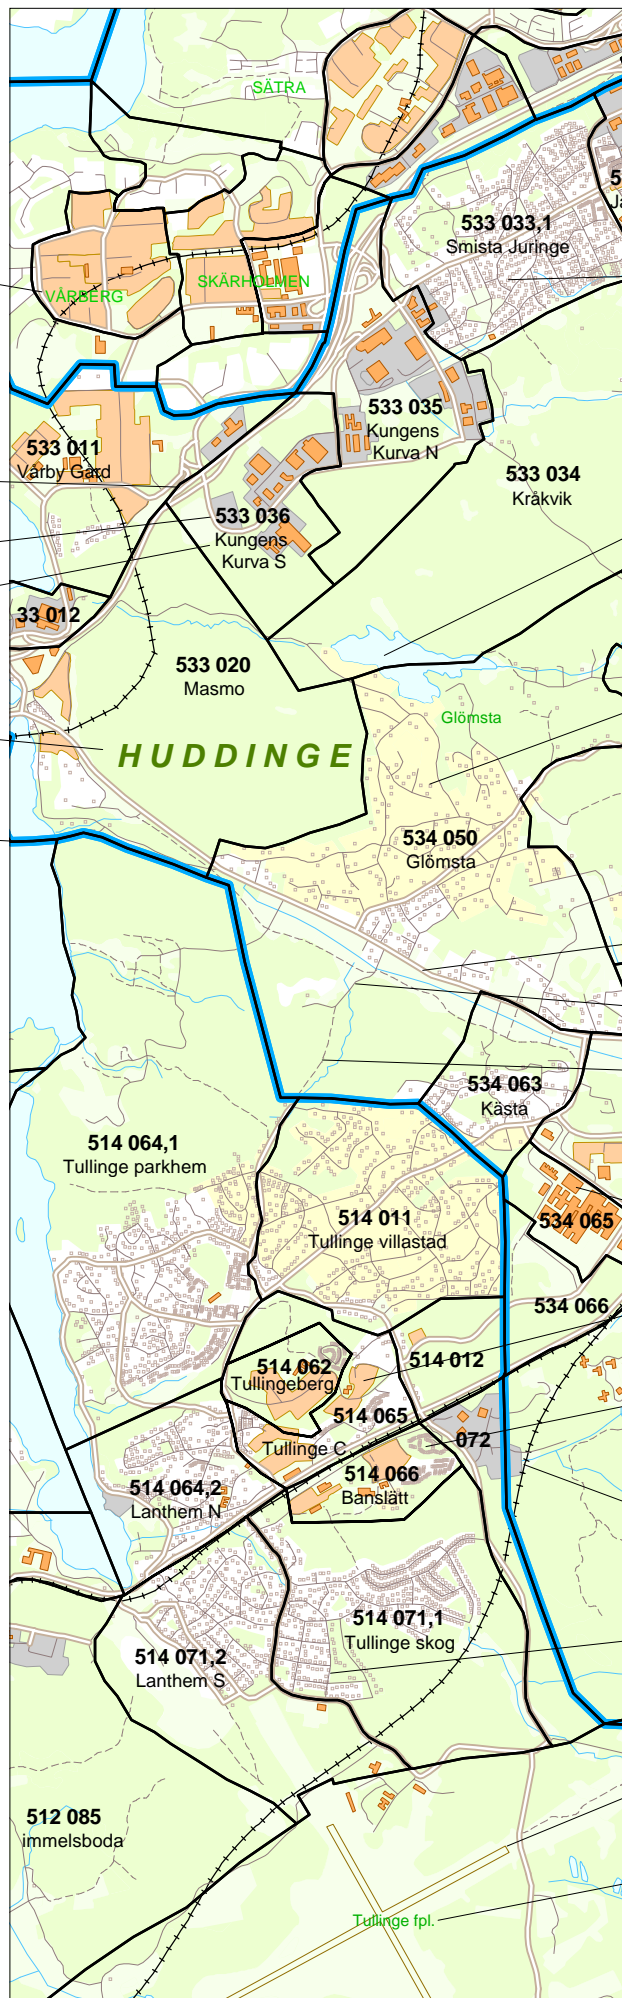 SÄTRA
5
Jä
533 033,1
Smista Juringe
SKÄRHOLMEN
VÅRBERG
533 035
Kungens
Kurva N
533 011
Vårby Gård
533 034
Kråkvik
533 036
Kungens
Kurva S
33 012
533 020
Masmo
Glömsta
HUDDINGE
534 050
Glömsta
534 063
Kästa
514 064,1
Tullinge parkhem
514 011
Tullinge villastad
534 065
534 066
514 012
514 062
Tullingeberg
514 065
Tullinge C
072
514 066
Banslätt
514 064,2
Lanthem N
514 071,1
Tullinge skog
514 071,2
Lanthem S
512 085
immelsboda
Tullinge fpl.